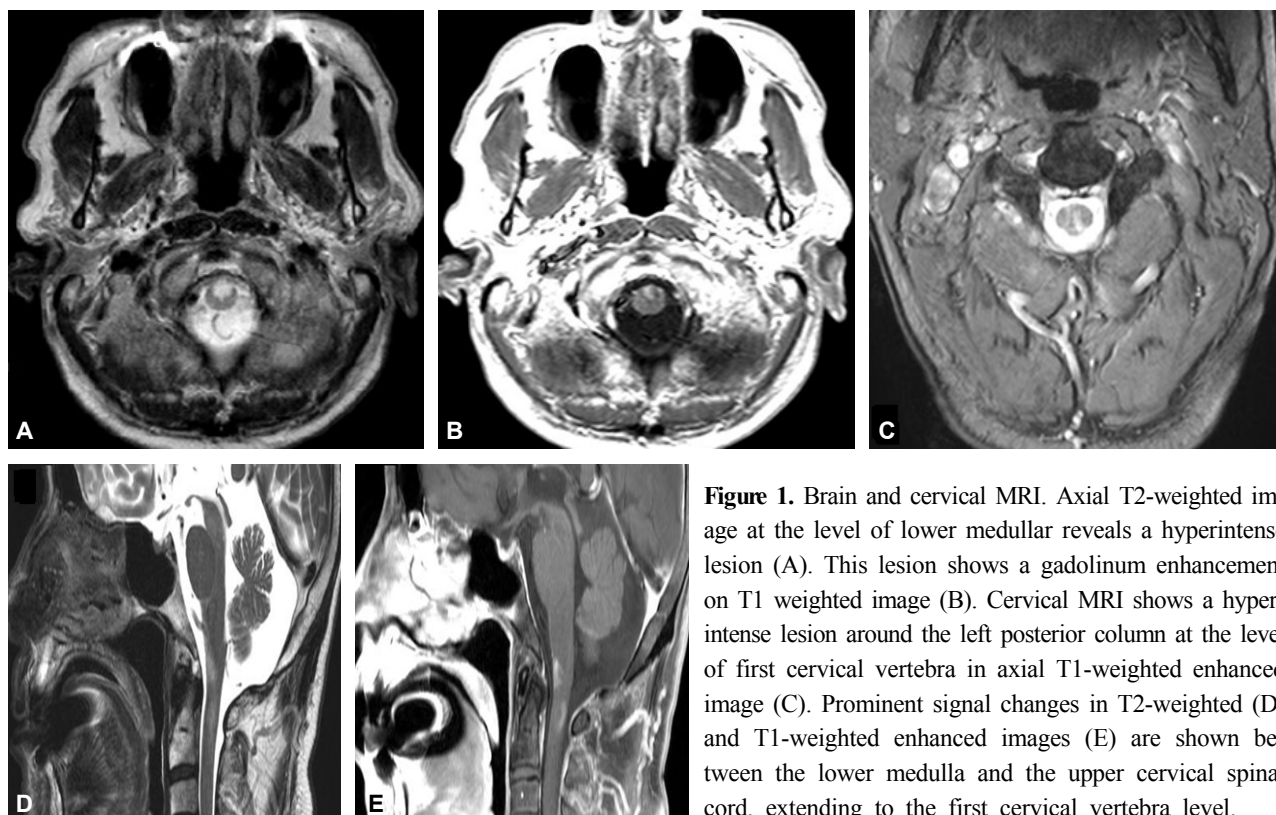 A
B
C
D
E
Figure 1. Brain and cervical MRI. Axial T2-weighted im-
age at the level of lower medullar reveals a hyperintens
lesion (A). This lesion shows a gadolinum enhancemen
on T1 weighted image (B). Cervical MRI shows a hyper
intense lesion around the left posterior column at the leve
of first cervical vertebra in axial T1-weighted enhanced
image (C). Prominent signal changes in T2-weighted (D
and T1-weighted enhanced images (E) are shown be-
tween the lower medulla and the upper cervical spina
cord, extending to the first cervical vertebra level.